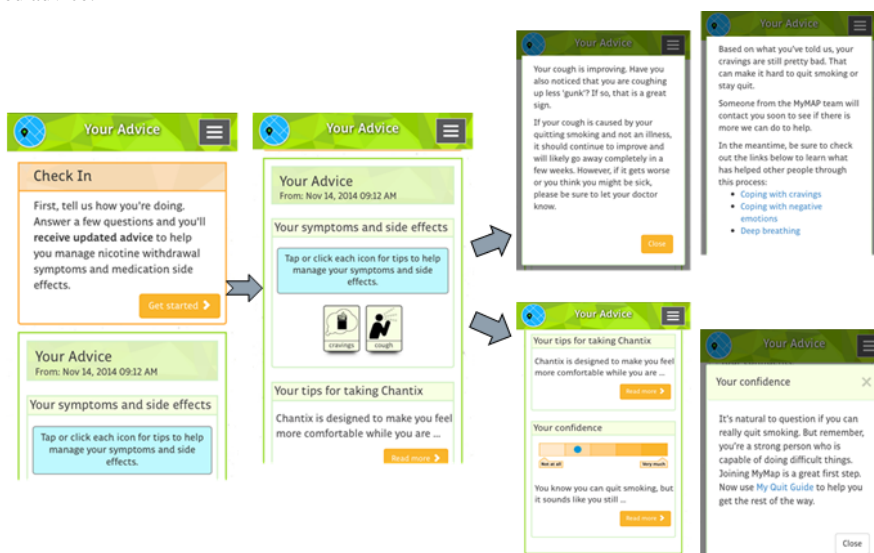 Your Advice
Check In
First, tell us how you're doing.
Answer a few questions and you'll
receive updated advice to help
you manage nicotine withdrawal
symptoms and medication side
effects.
Get started
Your Advice
From: Nov 14, 2014 09:12 AM
Your symptoms and side effects
Tap or click each icon for tips to help
manage your symptoms and side
effects.
Your Advice
Your Advice
From: Nov 14, 2014 09:12 AM
Your symptoms and side effects
Tap or click each icon for tips to help
manage your symptoms and side
effects.
cravings
cough
Your tips for taking Chantix
Chantix is designed to make you feel
more comfortable while you are ...
Read more
Your Advice
Your cough is improving. Have you
also noticed that you are coughing
up less 'gunk'? If so, that is a great
sign.
If your cough is caused by your
quitting smoking and not an illness,
it should continue to improve and
will likely go away completely in a
few weeks. However, if it gets worse
or you think you might be sick,
please be sure to let your doctor
know.
Close
Your Advice
Based on what you've told us, your
cravings are still pretty bad. That
can make it hard to quit smoking or
stay quit.
Someone from the MyMAP team will
contact you soon to see if there is
more we can do to help.
In the meantime, be sure to check
out the links below to learn what
has helped other people through
this process:
• Coping with cravings
• Coping with negative
emotions
• Deep breathing
Your Advice
Your tips for taking Chantix
Chantix is designed to make you feel
more comfortable while you are ...
Read more
Your confidence
Not at all
Very much
You know you can quit smoking, but
it sounds like you still ...
Read more
Your Advice
Your confidence
It's natural to question if you can
really quit smoking. But remember,
you're a strong person who is
capable of doing difficult things.
Joining MyMap is a great first step.
Now use My Quit Guide to help you
get the rest of the way.
Close